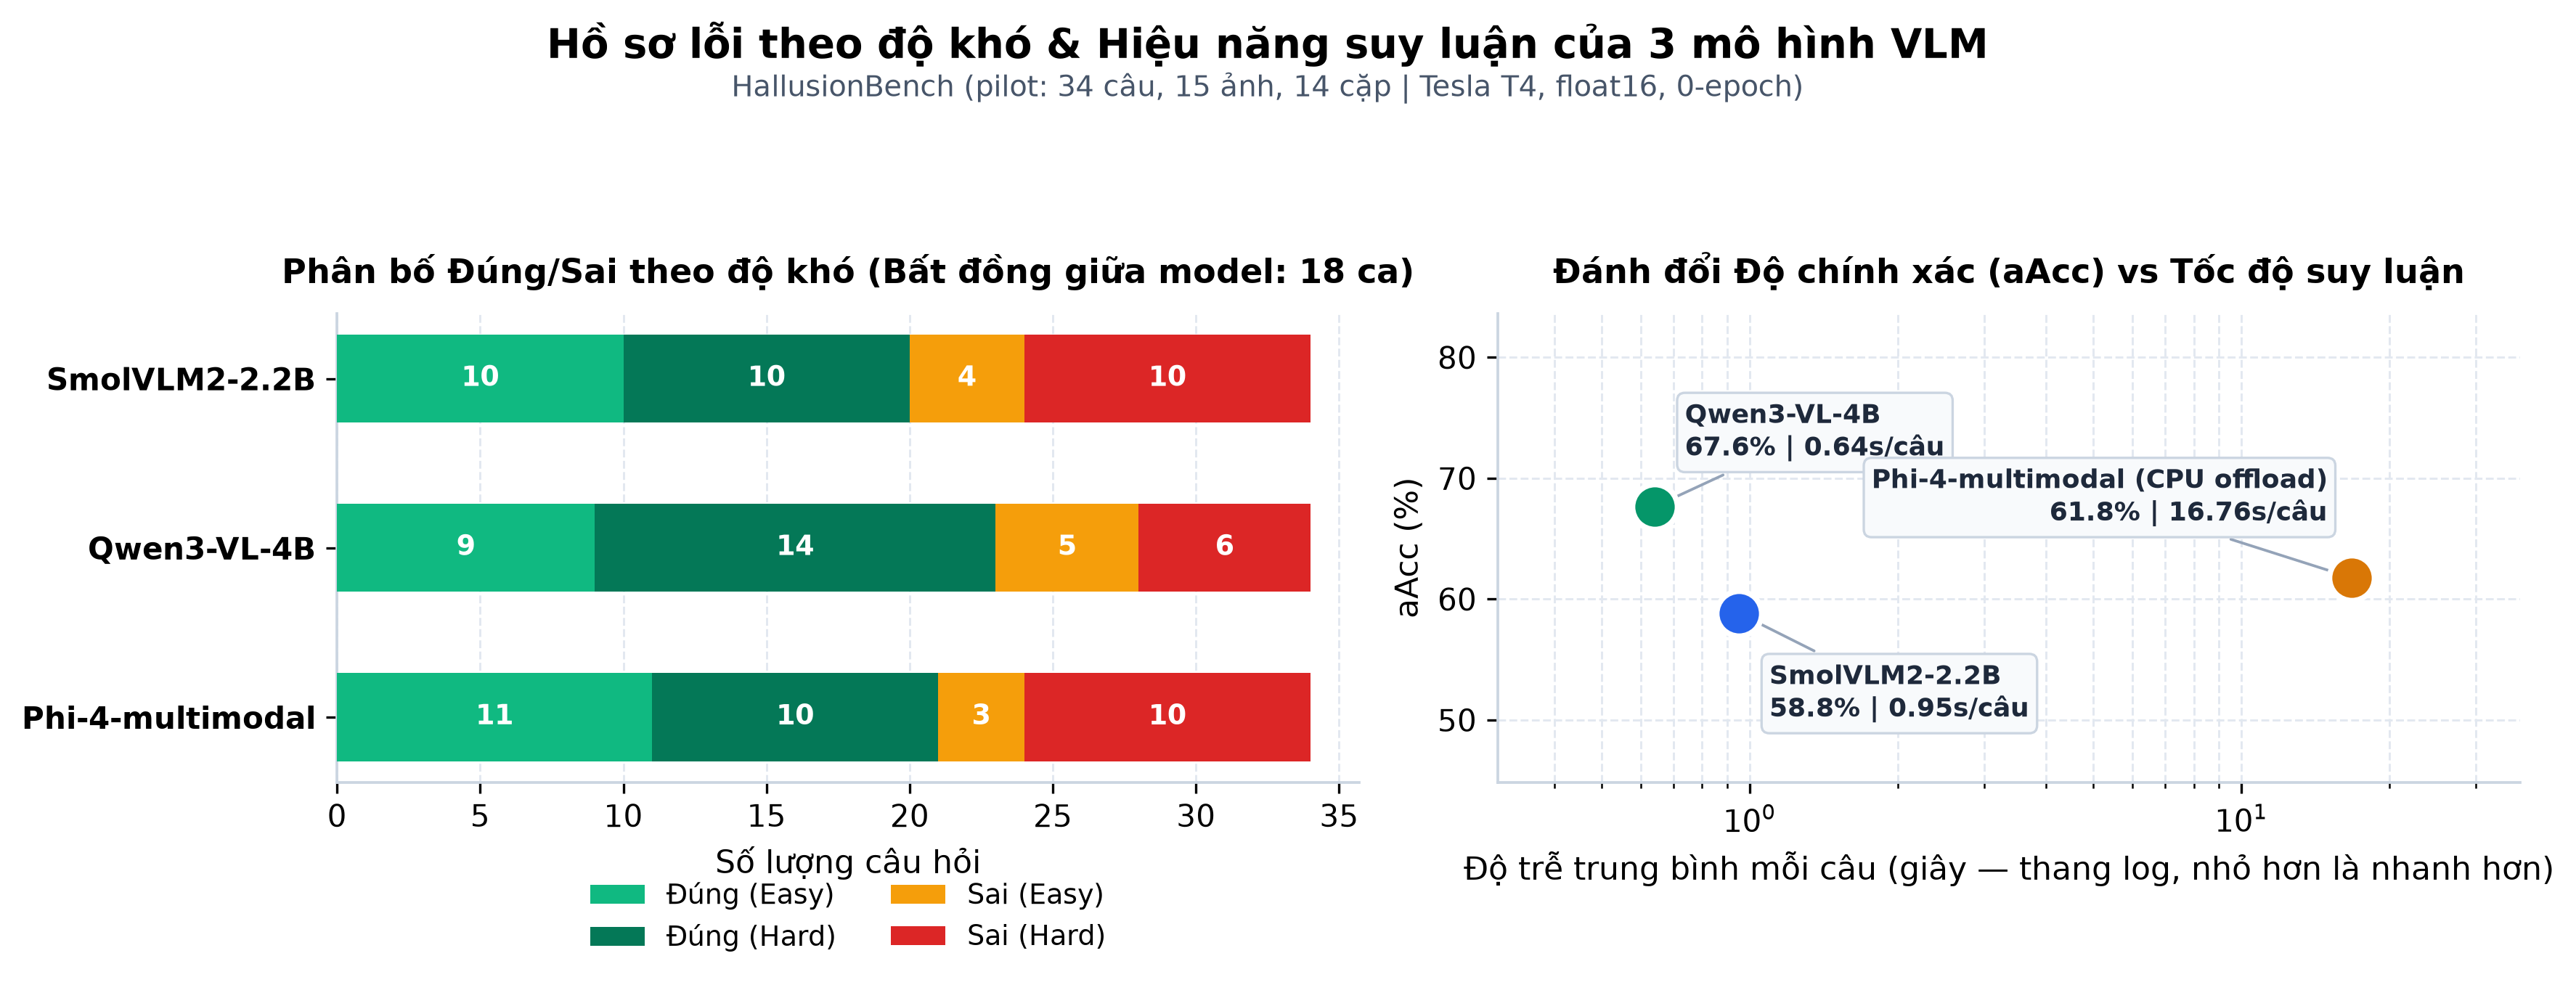 Hồ sơ lỗi theo độ khó & Hiệu năng suy luận của 3 mô hình VLM
HallusionBench (pilot: 34 câu, 15 ảnh, 14 cặp | Tesla T4, float16, 0-epoch)
Phân bố Đúng/Sai theo độ khó (Bất đồng giữa model: 18 ca)
SmolVLM2-2.2B
10 10 4 10
Qwen3-VL-4B
9 14 5 6
Phi-4-multimodal
11 10 3 10
0 5 10 15 20 25 30 35
Số lượng câu hỏi
Đúng (Easy)
Đúng (Hard)
Sai (Easy)
Sai (Hard)
Đánh đổi Độ chính xác (aAcc) vs Tốc độ suy luận
aAcc (%)
80
70
60
50
Qwen3-VL-4B
67.6% | 0.64s/câu
Phi-4-multimodal (CPU offload)
61.8% | 16.76s/câu
SmolVLM2-2.2B
58.8% | 0.95s/câu
10⁰ 10¹
Độ trễ trung bình mỗi câu (giây — thang log, nhỏ hơn là nhanh hơn)